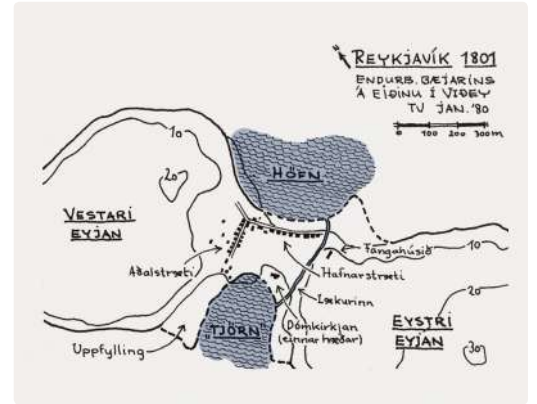 REYKJAVÍK 1801
ENDURB. BÆJARINS
Á EIÐINU Í VIÐEY
TV JAN. '80
0 100 200 300 m
10
20
HÖFN
VESTARI
EYJAN
Aðalstræti
Fangahúsið
10
Hafnarstræti
Lækurinn
20
"TJÖRN"
Dómkirkjan
(einnar hæðar)
EYSTRI
EYJAN
Uppfylling
30